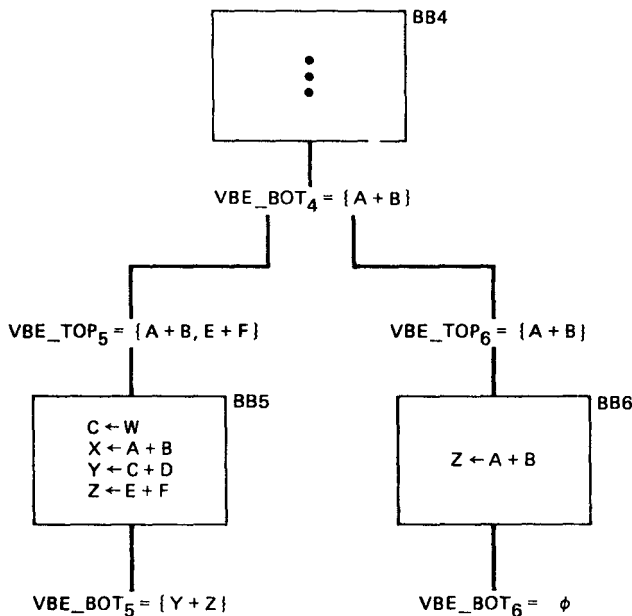 BB4
VBE_BOT4 = {A + B}
VBE_TOP5 = {A + B, E + F}
VBE_TOP6 = {A + B}
BB5
C ← W
X ← A + B
Y ← C + D
Z ← E + F
BB6
Z ← A + B
VBE_BOT5 = {Y + Z}
VBE_BOT6 = ϕ